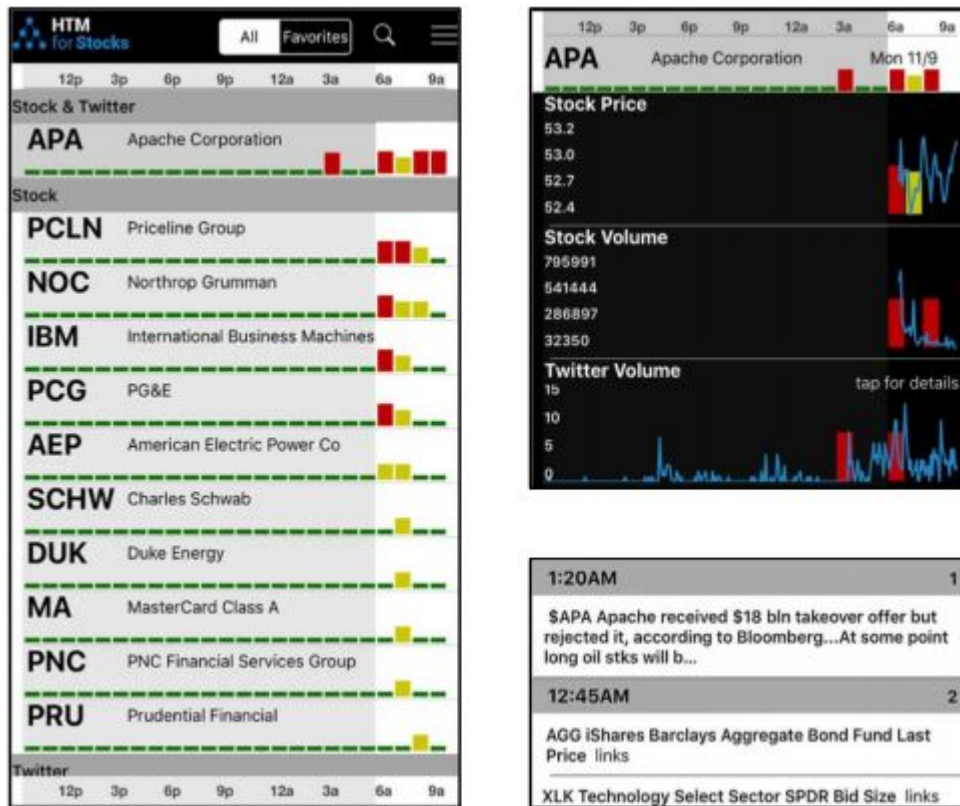 HTM
for Stocks
All Favorites
12p 3p 6p 9p 12a 3a 6a 9a
Stock & Twitter
APA Apache Corporation
Stock
PCLN Priceline Group
NOC Northrop Grumman
IBM International Business Machines
PCG PG&E
AEP American Electric Power Co
SCHW Charles Schwab
DUK Duke Energy
MA MasterCard Class A
PNC PNC Financial Services Group
PRU Prudential Financial
Twitter
12p 3p 6p 9p 12a 3a 6a 9a
12p 3p 6p 9p 12a 3a 6a 9a
APA Apache Corporation Mon 11/9
Stock Price
53.2
53.0
52.7
52.4
Stock Volume
795991
541444
286897
32350
Twitter Volume
15 tap for details
10
5
0
1:20AM 1
$APA Apache received $18 bln takeover offer but
rejected it, according to Bloomberg...At some point
long oil stks will b...
12:45AM 2
AGG iShares Barclays Aggregate Bond Fund Last
Price links
XLK Technology Select Sector SPDR Bid Size links